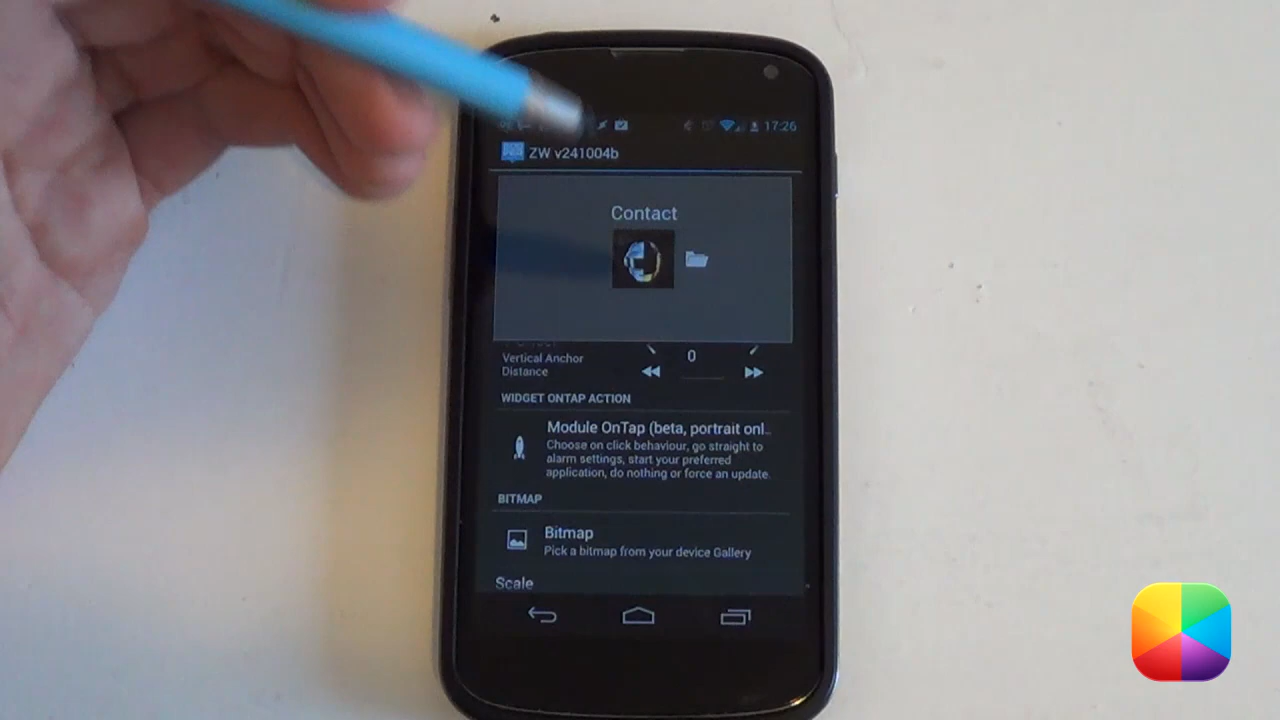 17:26
ZW v241004b
Contact
Vertical Anchor
Distance
0
WIDGET ONTAP ACTION
Module OnTap (beta, portrait onl..
Choose on click behaviour, go straight to
alarm settings, start your preferred
application, do nothing or force an update.
BITMAP
Bitmap
Pick a bitmap from your device Gallery
Scale